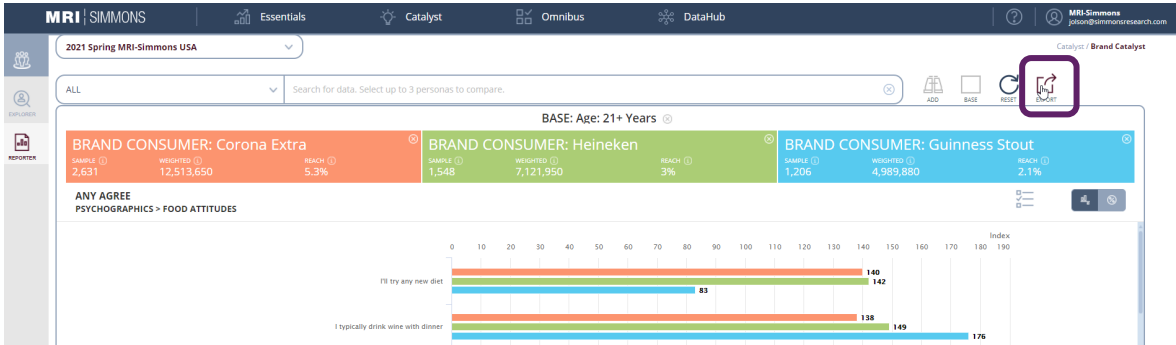 MRI SIMMONS
Essentials
Catalyst
Omnibus
DataHub
MRI-Simmons
jolson@simmonsresearch.com
2021 Spring MRI-Simmons USA
Catalyst / Brand Catalyst
EXPLORER
REPORTER
ALL
Search for data. Select up to 3 personas to compare.
ADD
BASE
RESET
EXPORT
BASE: Age: 21+ Years
BRAND CONSUMER: Corona Extra
SAMPLE WEIGHTED REACH
2,631 12,513,650 5.3%
BRAND CONSUMER: Heineken
SAMPLE WEIGHTED REACH
1,548 7,121,950 3%
BRAND CONSUMER: Guinness Stout
SAMPLE WEIGHTED REACH
1,206 4,989,880 2.1%
ANY AGREE
PSYCHOGRAPHICS > FOOD ATTITUDES
Index
0 10 20 30 40 50 60 70 80 90 100 110 120 130 140 150 160 170 180 190
I'll try any new diet
140
142
83
I typically drink wine with dinner
138
149
176